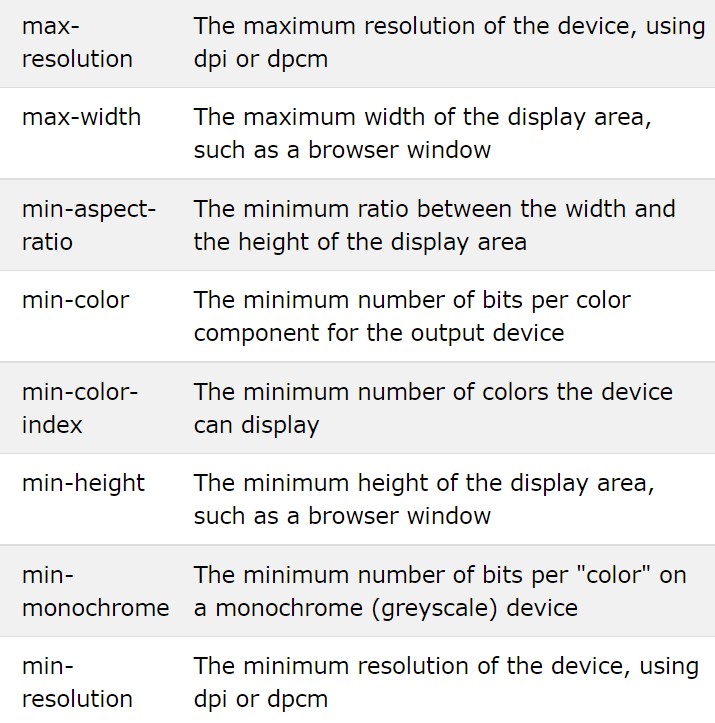 max- The maximum resolution of the device, using
resolution dpi or dpcm
max-width The maximum width of the display area,
such as a browser window
min-aspect- The minimum ratio between the width and
ratio the height of the display area
min-color The minimum number of bits per color
component for the output device
min-color- The minimum number of colors the device
index can display
min-height The minimum height of the display area,
such as a browser window
min- The minimum number of bits per "color" on
monochrome a monochrome (greyscale) device
min- The minimum resolution of the device, using
resolution dpi or dpcm